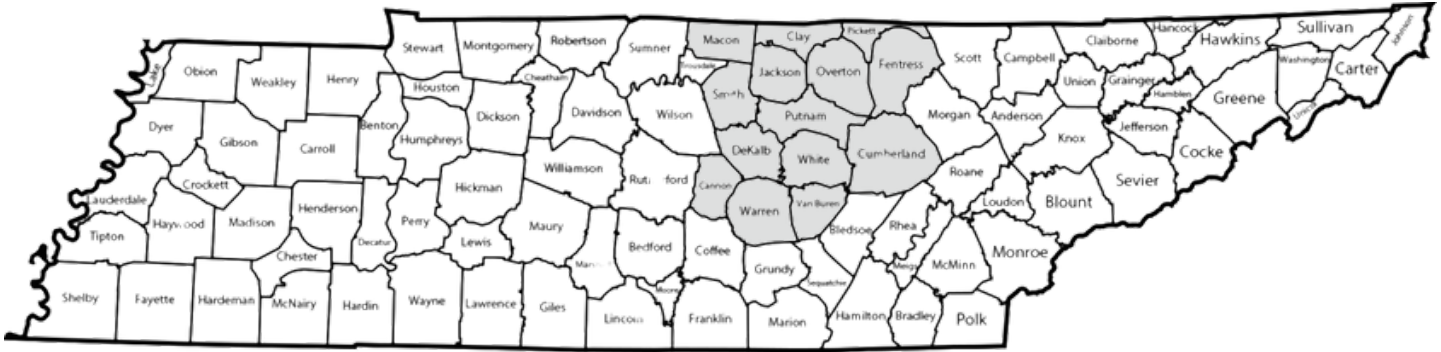 Stewart
Montgomery
Robertson
Sumner
Macon
Clay
Pickett
Scott
Campbell
Claiborne
Hancock
Hawkins
Sullivan
Johnson
Lake
Obion
Weakley
Henry
Houston
Cheatham
Trousdale
Jackson
Overton
Fentress
Union
Grainger
Hamblen
Washington
Carter
Greene
Unicoi
Dyer
Gibson
Carroll
Benton
Humphreys
Dickson
Davidson
Wilson
Smith
Putnam
Morgan
Anderson
Knox
Jefferson
Cocke
Crockett
Williamson
DeKalb
White
Cumberland
Roane
Sevier
Lauderdale
Haywood
Madison
Henderson
Decatur
Perry
Hickman
Maury
Cannon
Warren
Van Buren
Bledsoe
Rhea
Loudon
Blount
Tipton
Chester
Lewis
Bedford
Coffee
Grundy
Sequatchie
Meigs
McMinn
Monroe
Shelby
Fayette
Hardeman
McNairy
Hardin
Wayne
Lawrence
Giles
Moore
Franklin
Marion
Hamilton
Bradley
Polk